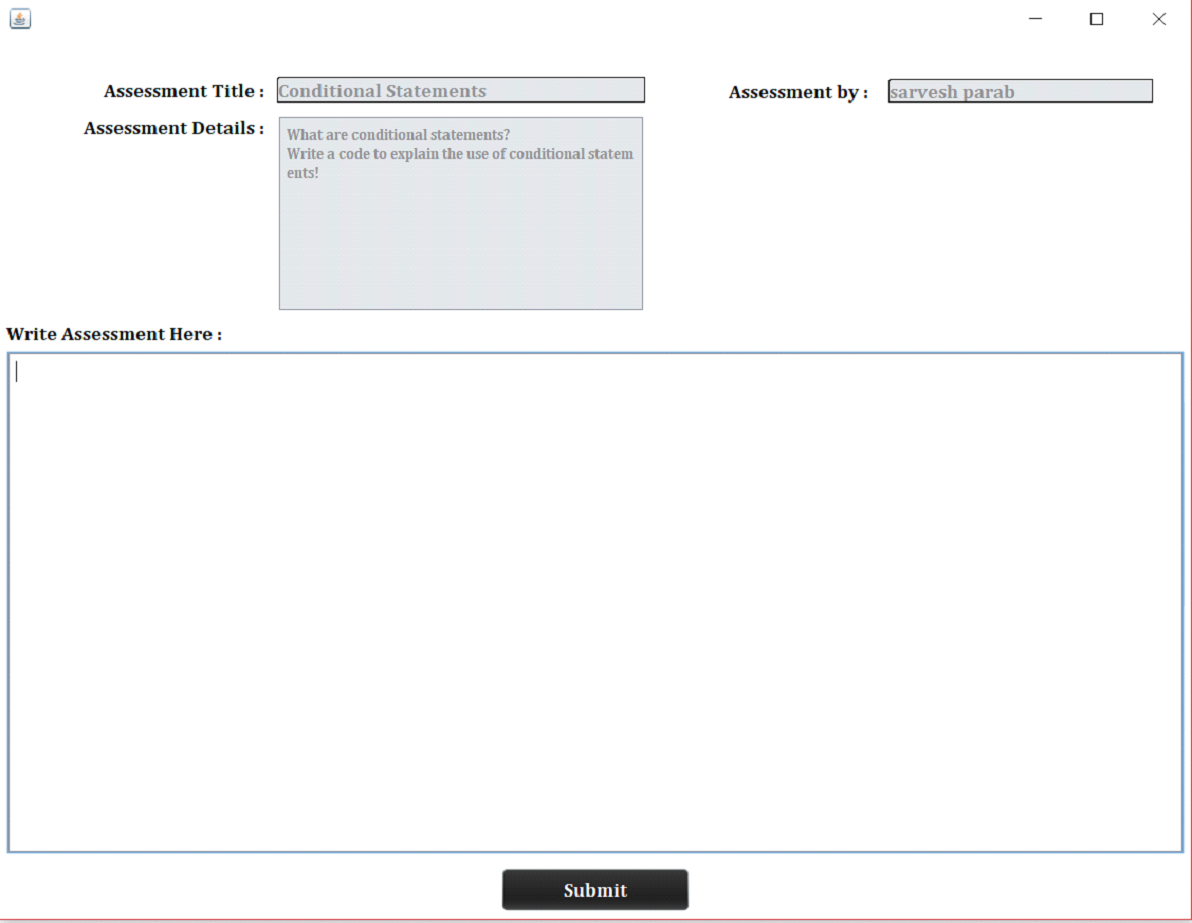 Assessment Title : Conditional Statements
Assessment by : sarvesh parab
Assessment Details :
What are conditional statements?
Write a code to explain the use of conditional statem
ents!
Write Assessment Here :
Submit